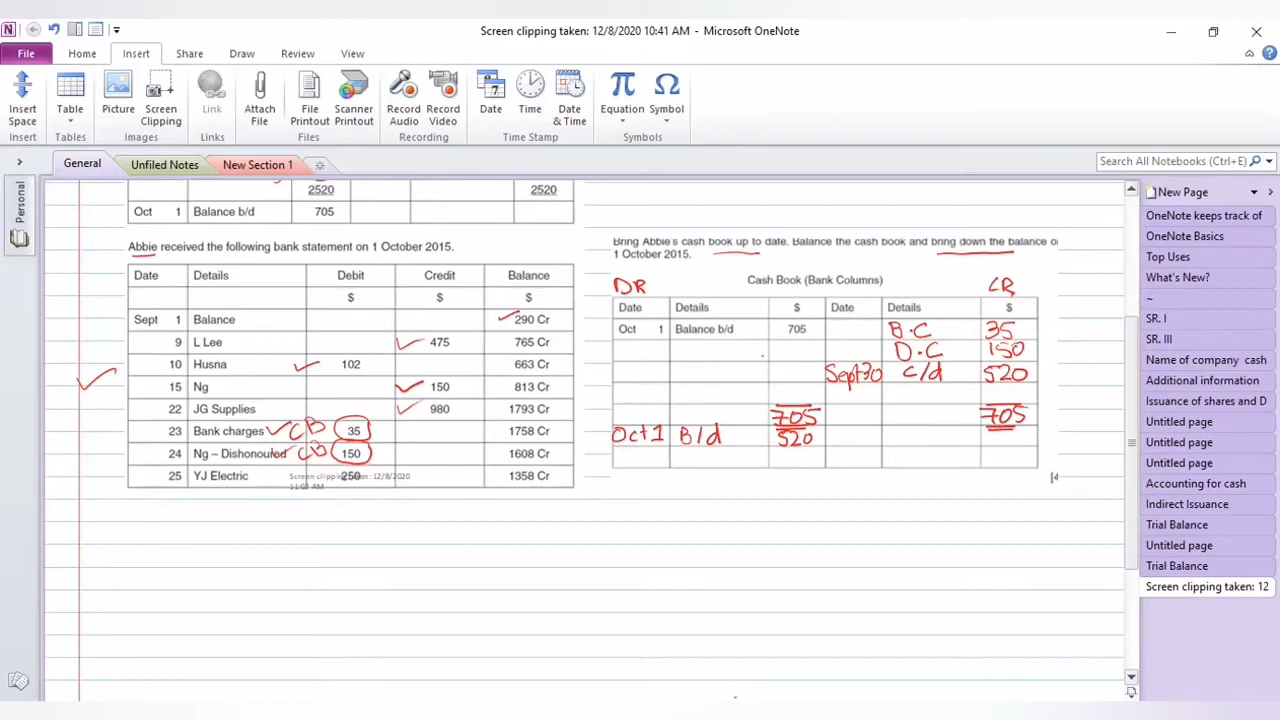 Screen clipping taken: 12/8/2020 10:41 AM - Microsoft OneNote
File Home Insert Share Draw Review View
Insert Space Table Picture Screen Clipping Link Attach File File Printout Scanner Printout Record Audio Record Video Date Time Date & Time Equation Symbol
Insert Tables Images Links Files Recording Time Stamp Symbols
General Unfiled Notes New Section 1 Search All Notebooks (Ctrl+E)
Personal
2520 2520
Oct 1 Balance b/d 705
Abbie received the following bank statement on 1 October 2015.
Date Details Debit Credit Balance
$ $ $
Sept 1 Balance 290 Cr
9 L Lee 475 765 Cr
10 Husna 102 663 Cr
15 Ng 150 813 Cr
22 JG Supplies 980 1793 Cr
23 Bank charges CB 35 1758 Cr
24 Ng – Dishonoured CB 150 1608 Cr
25 YJ Electric 250 1358 Cr
Screen clipping taken: 12/8/2020
Bring Abbie's cash book up to date. Balance the cash book and bring down the balance
1 October 2015.
DR Cash Book (Bank Columns) CR
Date Details $ Date Details $
Oct 1 Balance b/d 705 B.C 35
D.C 150
Sept 30 c/d 520
705 705
Oct 1 B/d 520
[4
New Page
OneNote keeps track of
OneNote Basics
Top Uses
What's New?
~
SR. I
SR. III
Name of company cash
Additional information
Issuance of shares and D
Untitled page
Untitled page
Untitled page
Accounting for cash
Indirect Issuance
Trial Balance
Untitled page
Trial Balance
Screen clipping taken: 12